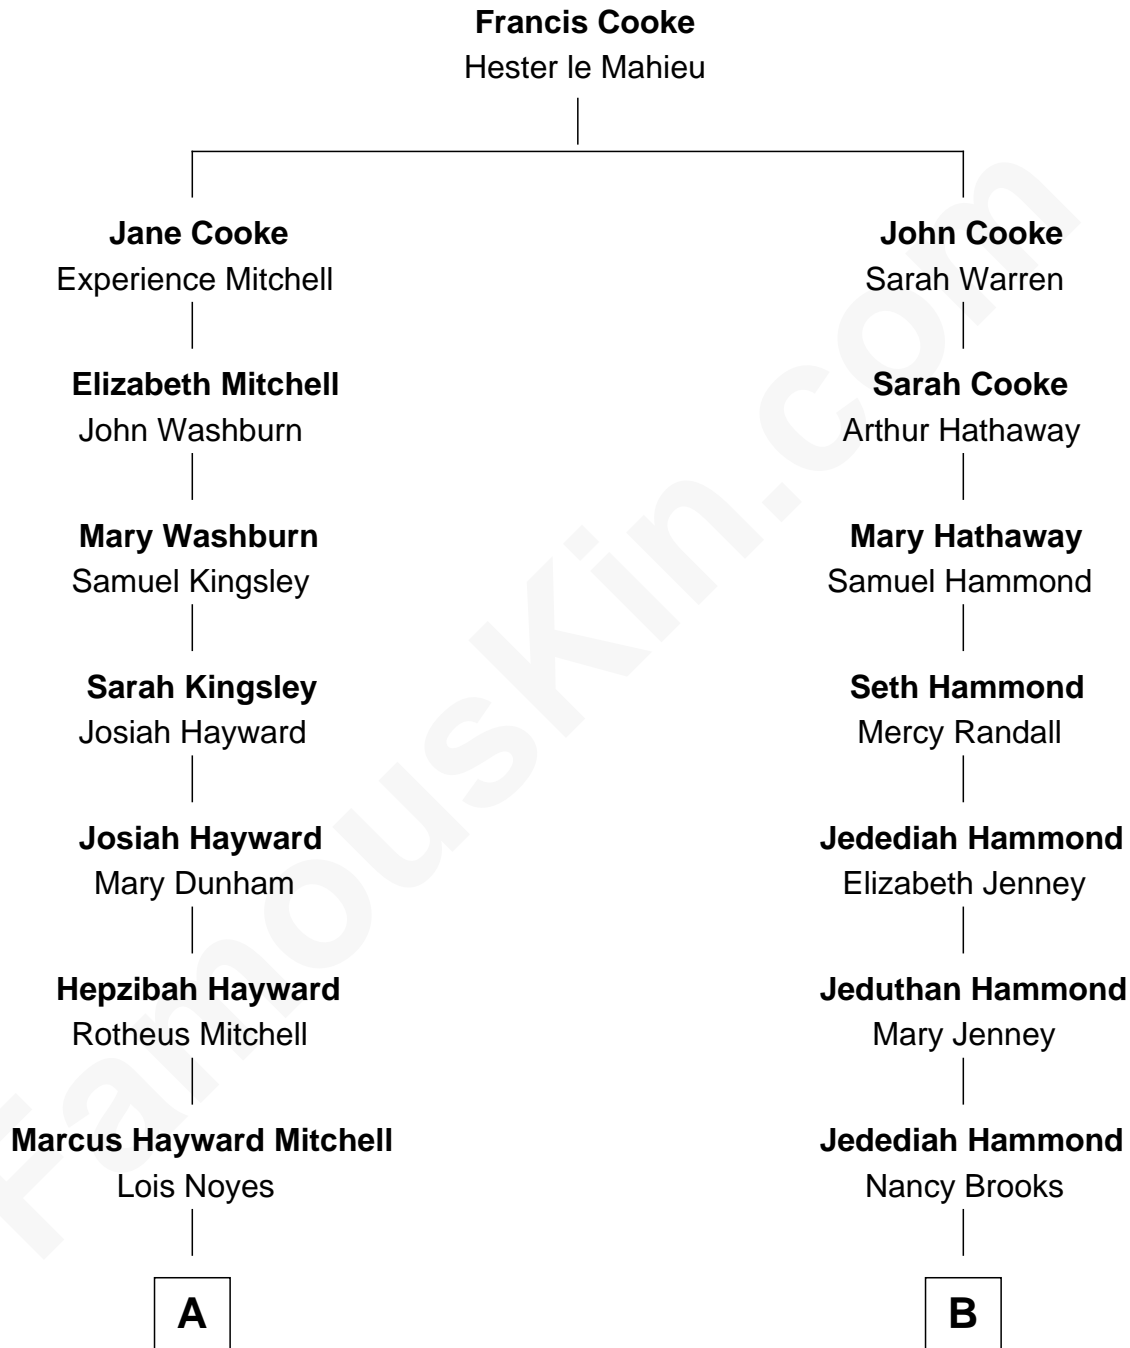 Francis Cooke
Hester le Mahieu
Jane Cooke
Experience Mitchell
John Cooke
Sarah Warren
Elizabeth Mitchell
John Washburn
Sarah Cooke
Arthur Hathaway
Mary Washburn
Samuel Kingsley
Mary Hathaway
Samuel Hammond
Sarah Kingsley
Josiah Hayward
Seth Hammond
Mercy Randall
Josiah Hayward
Mary Dunham
Jedediah Hammond
Elizabeth Jenney
Hepzibah Hayward
Rotheus Mitchell
Jeduthan Hammond
Mary Jenney
Marcus Hayward Mitchell
Lois Noyes
Jedediah Hammond
Nancy Brooks
A
B
FamousKin.com